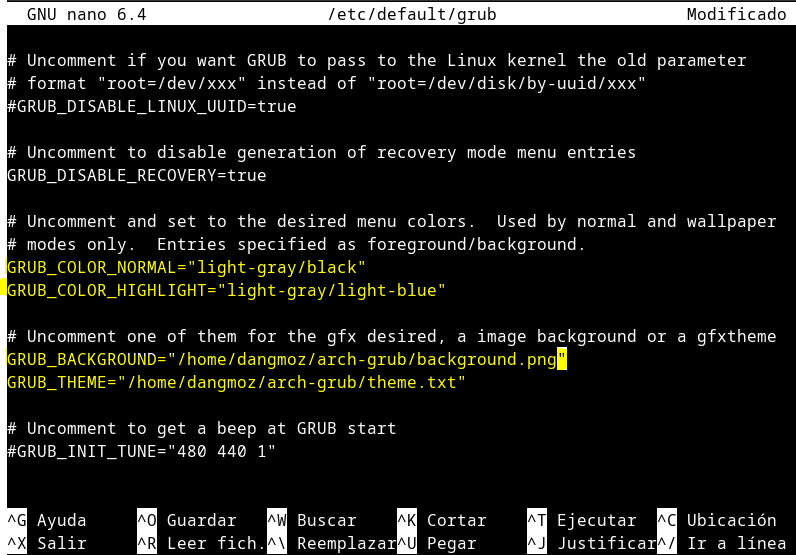 GNU nano 6.4 /etc/default/grub Modificado
# Uncomment if you want GRUB to pass to the Linux kernel the old parameter
# format "root=/dev/xxx" instead of "root=/dev/disk/by-uuid/xxx"
#GRUB_DISABLE_LINUX_UUID=true
# Uncomment to disable generation of recovery mode menu entries
GRUB_DISABLE_RECOVERY=true
# Uncomment and set to the desired menu colors.  Used by normal and wallpaper
# modes only.  Entries specified as foreground/background.
GRUB_COLOR_NORMAL="light-gray/black"
GRUB_COLOR_HIGHLIGHT="light-gray/light-blue"
# Uncomment one of them for the gfx desired, a image background or a gfxtheme
GRUB_BACKGROUND="/home/dangmoz/arch-grub/background.png"
GRUB_THEME="/home/dangmoz/arch-grub/theme.txt"
# Uncomment to get a beep at GRUB start
#GRUB_INIT_TUNE="480 440 1"
^G Ayuda ^O Guardar ^W Buscar ^K Cortar ^T Ejecutar ^C Ubicación
^X Salir ^R Leer fich. ^\ Reemplazar ^U Pegar ^J Justificar ^/ Ir a línea